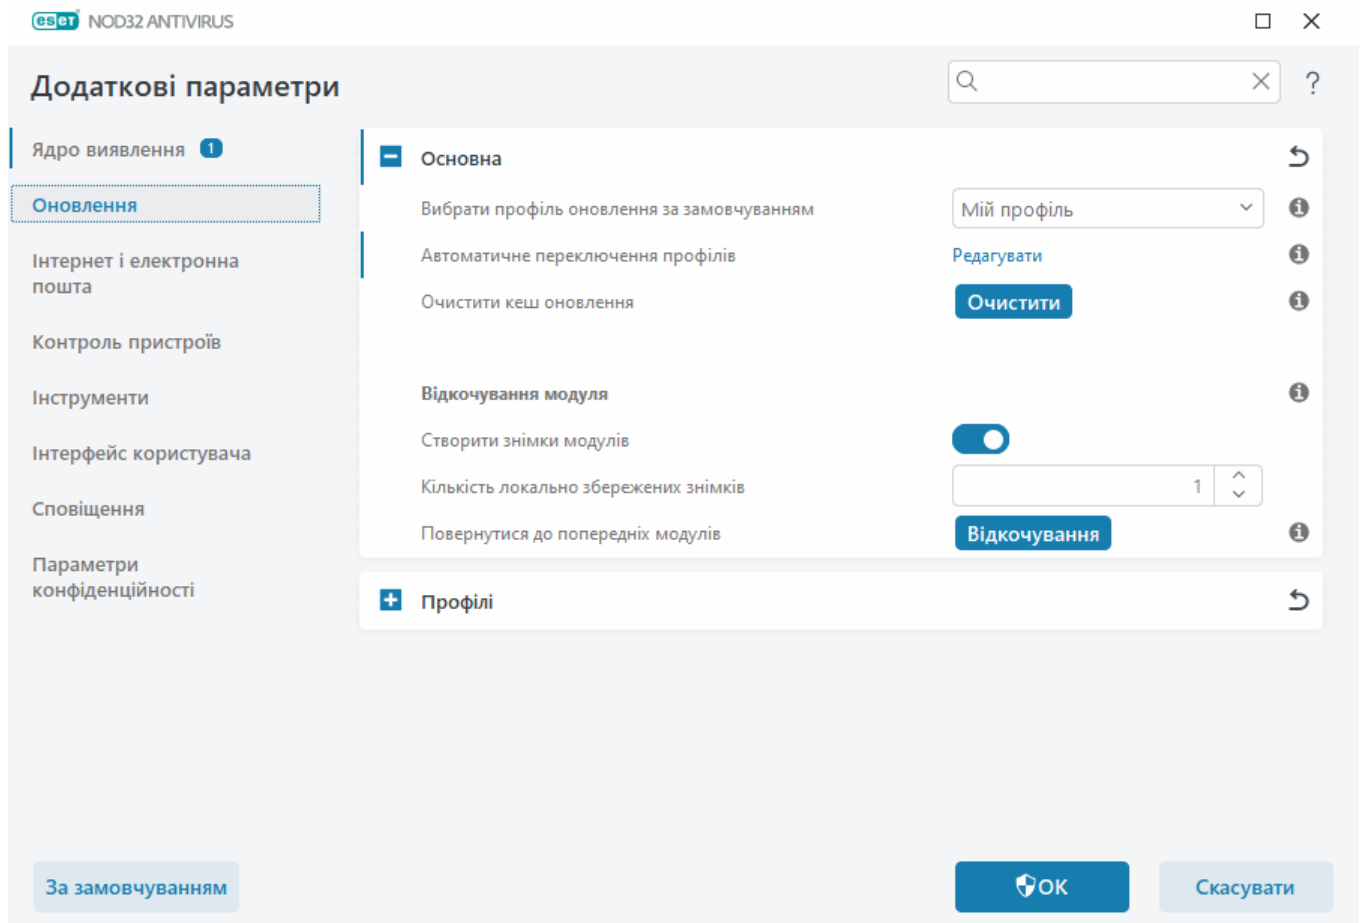 eset NOD32 ANTIVIRUS
Додаткові параметри
?
Ядро виявлення 1
Оновлення
Інтернет і електронна
пошта
Контроль пристроїв
Інструменти
Інтерфейс користувача
Сповіщення
Параметри
конфіденційності
Основна
Вибрати профіль оновлення за замовчуванням
Мій профіль
Автоматичне переключення профілів
Редагувати
Очистити кеш оновлення
Очистити
Відкочування модуля
Створити знімки модулів
Кількість локально збережених знімків
1
Повернутися до попередніх модулів
Відкочування
Профілі
За замовчуванням
ОК
Скасувати